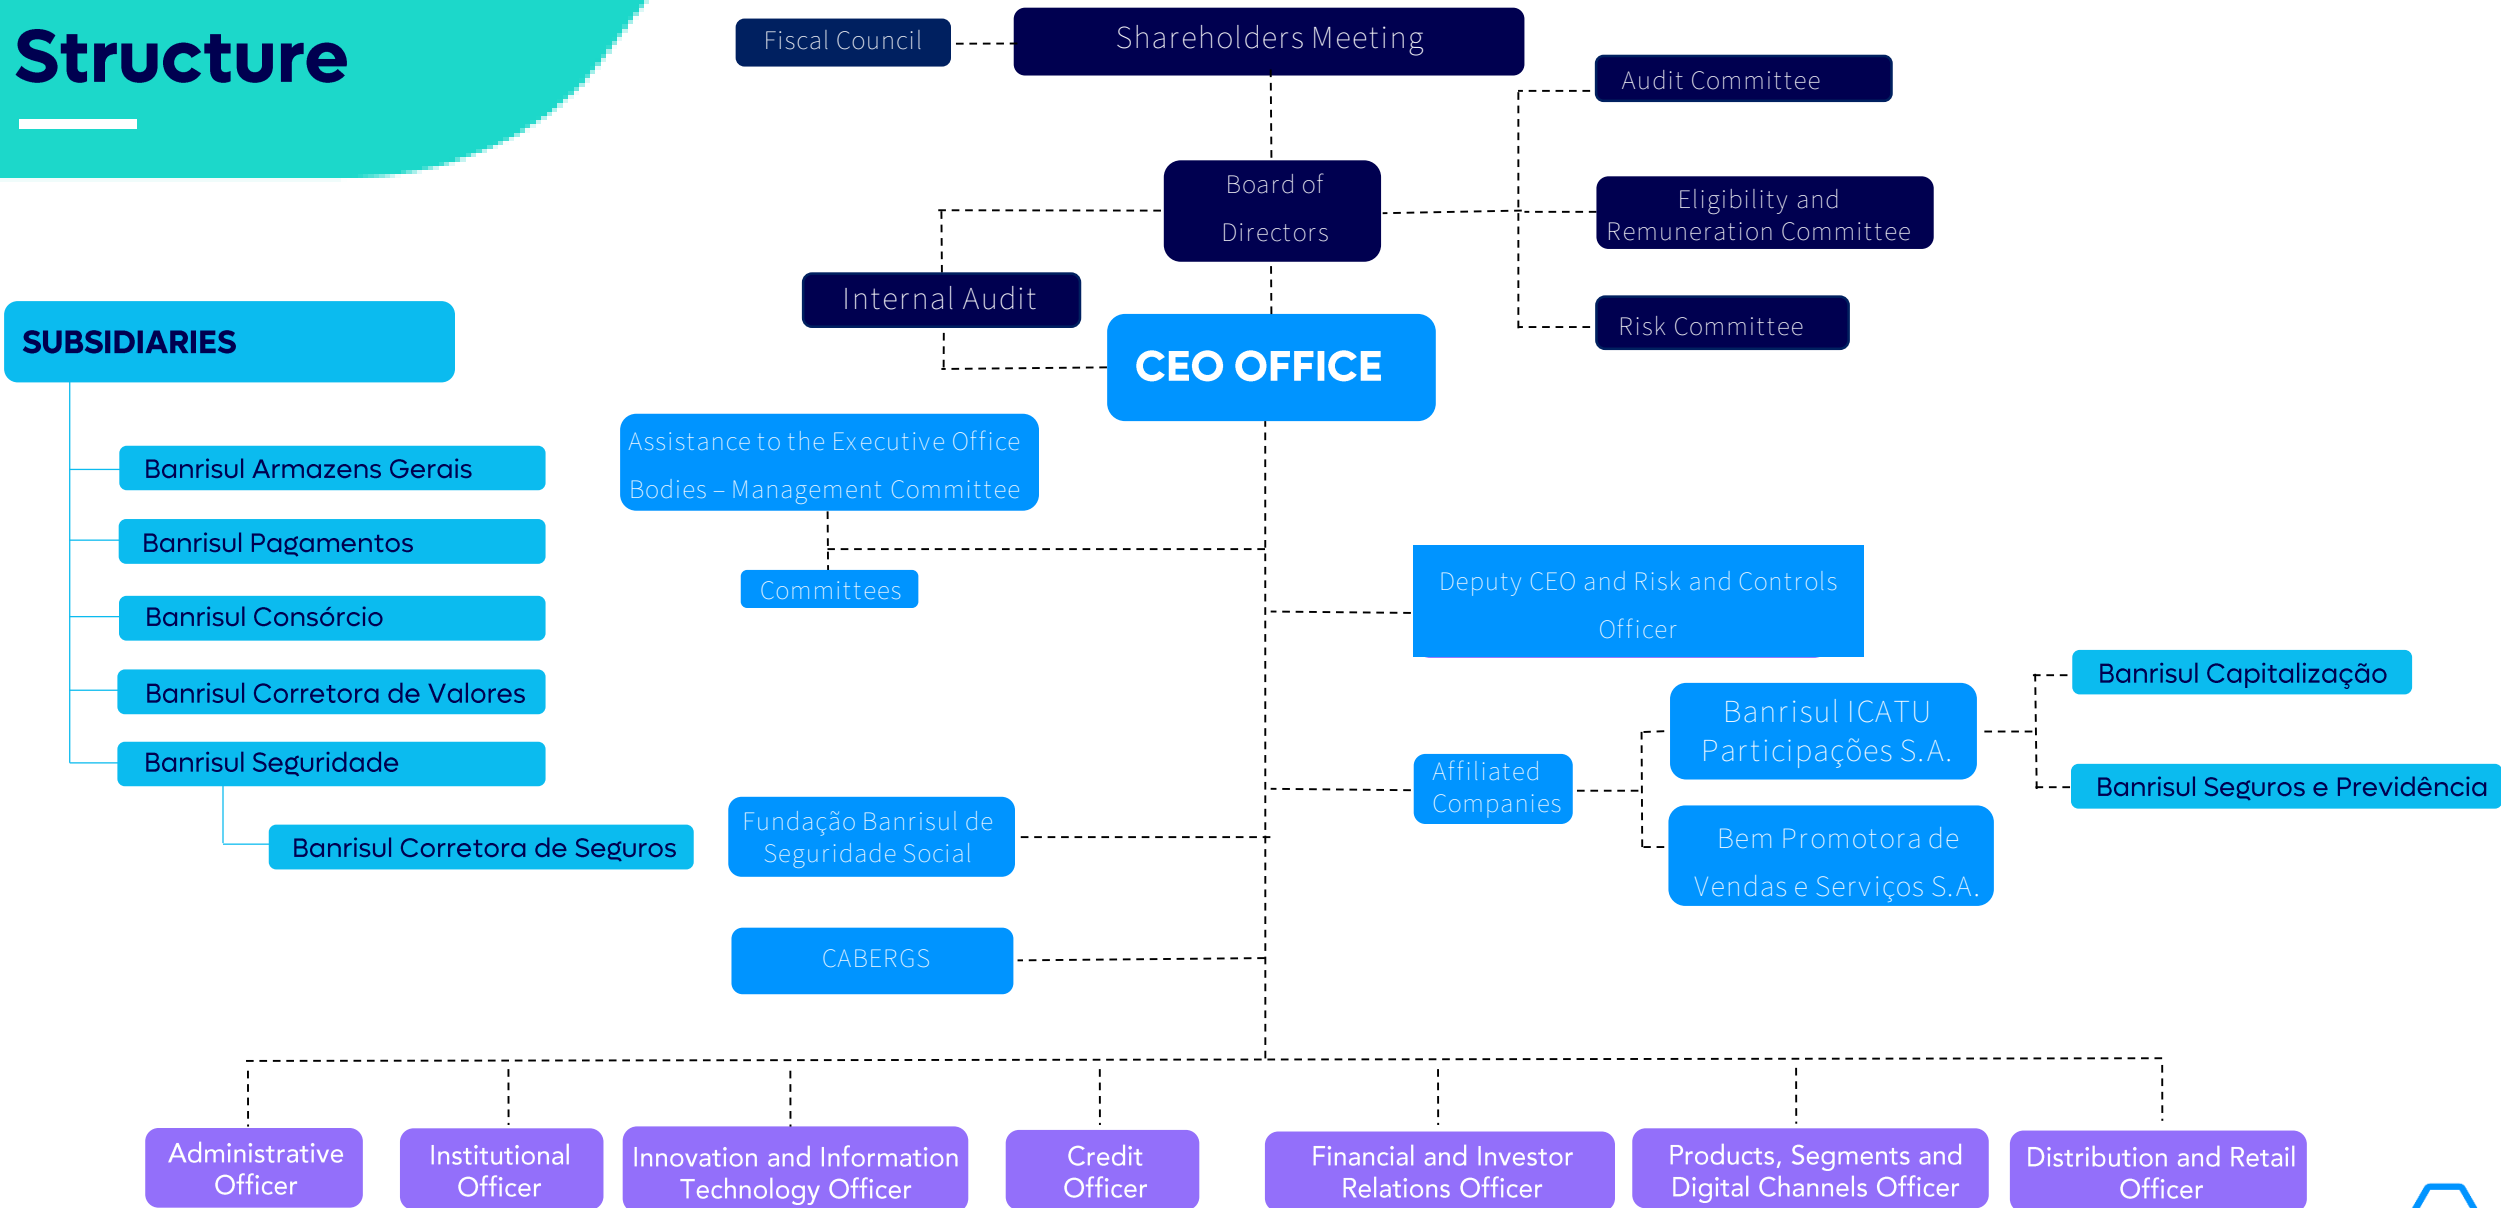 Structure
Fiscal Council
Shareholders Meeting
Audit Committee
Board of
Directors
Eligibility and
Remuneration Committee
Internal Audit
Risk Committee
CEO OFFICE
SUBSIDIARIES
Banrisul Armazens Gerais
Banrisul Pagamentos
Banrisul Consórcio
Banrisul Corretora de Valores
Banrisul Seguridade
Banrisul Corretora de Seguros
Assistance to the Executive Office
Bodies – Management Committee
Committees
Deputy CEO and Risk and Controls
Officer
Affiliated
Companies
Banrisul ICATU
Participações S.A.
Bem Promotora de
Vendas e Serviços S.A.
Banrisul Capitalização
Banrisul Seguros e Previdência
Fundação Banrisul de
Seguridade Social
CABERGS
Administrative
Officer
Institutional
Officer
Innovation and Information
Technology Officer
Credit
Officer
Financial and Investor
Relations Officer
Products, Segments and
Digital Channels Officer
Distribution and Retail
Officer